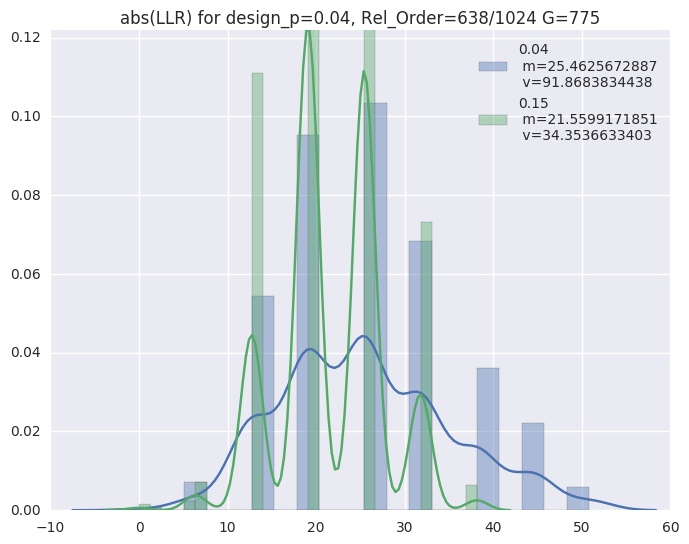 abs(LLR) for design_p=0.04, Rel_Order=638/1024 G=775
0.04
m=25.4625672887
v=91.8683834438
0.15
m=21.5599171851
v=34.3536633403
0.12
0.10
0.08
0.06
0.04
0.02
0.00
−10 0 10 20 30 40 50 60